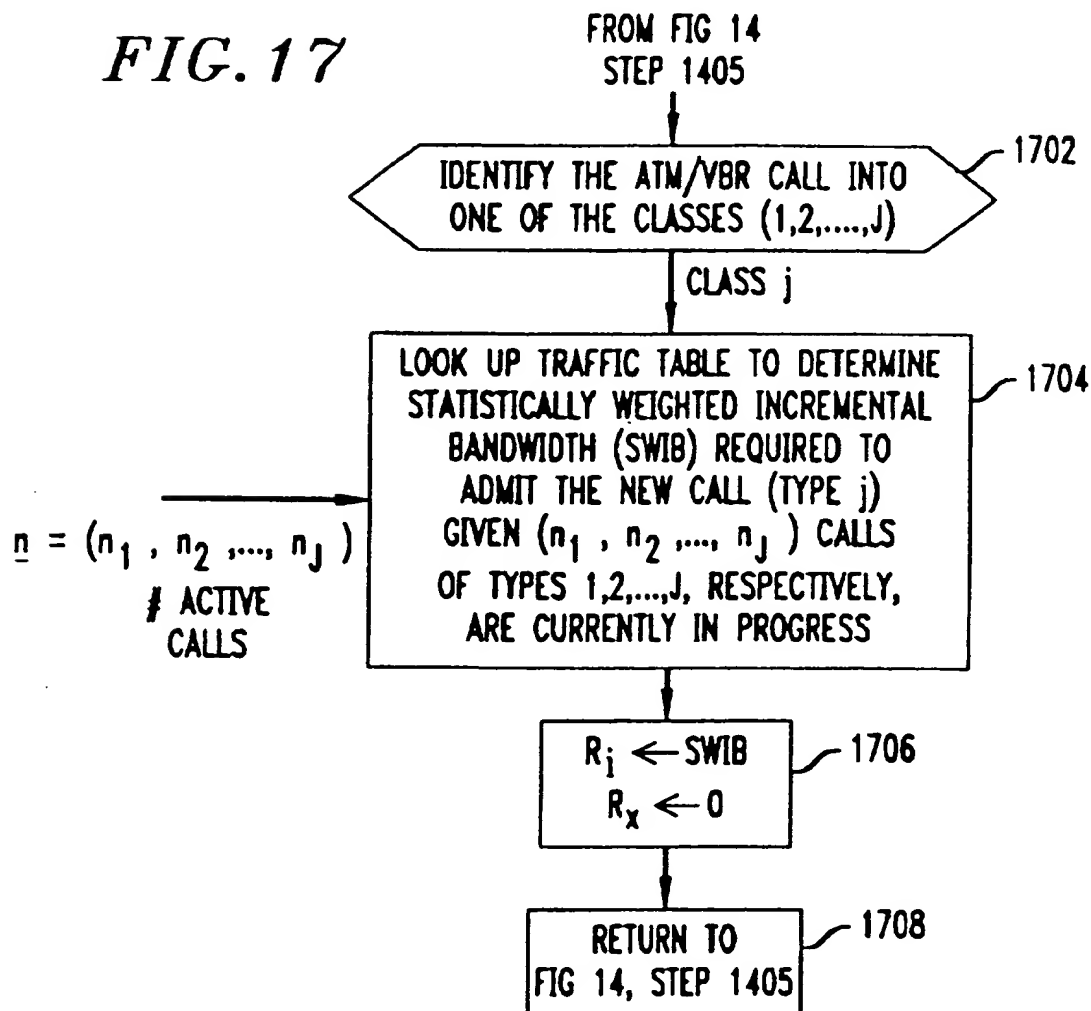 FIG.17
FROM FIG 14
STEP 1405
IDENTIFY THE ATM/VBR CALL INTO
ONE OF THE CLASSES (1,2,....,J)
1702
CLASS j
LOOK UP TRAFFIC TABLE TO DETERMINE
STATISTICALLY WEIGHTED INCREMENTAL
BANDWIDTH (SWIB) REQUIRED TO
ADMIT THE NEW CALL (TYPE j)
GIVEN (n1 , n2 ,..., nJ ) CALLS
OF TYPES 1,2,...,J, RESPECTIVELY,
ARE CURRENTLY IN PROGRESS
1704
n = (n1 , n2 ,..., nJ )
# ACTIVE
CALLS
Ri ← SWIB
Rx ← 0
1706
RETURN TO
FIG 14, STEP 1405
1708